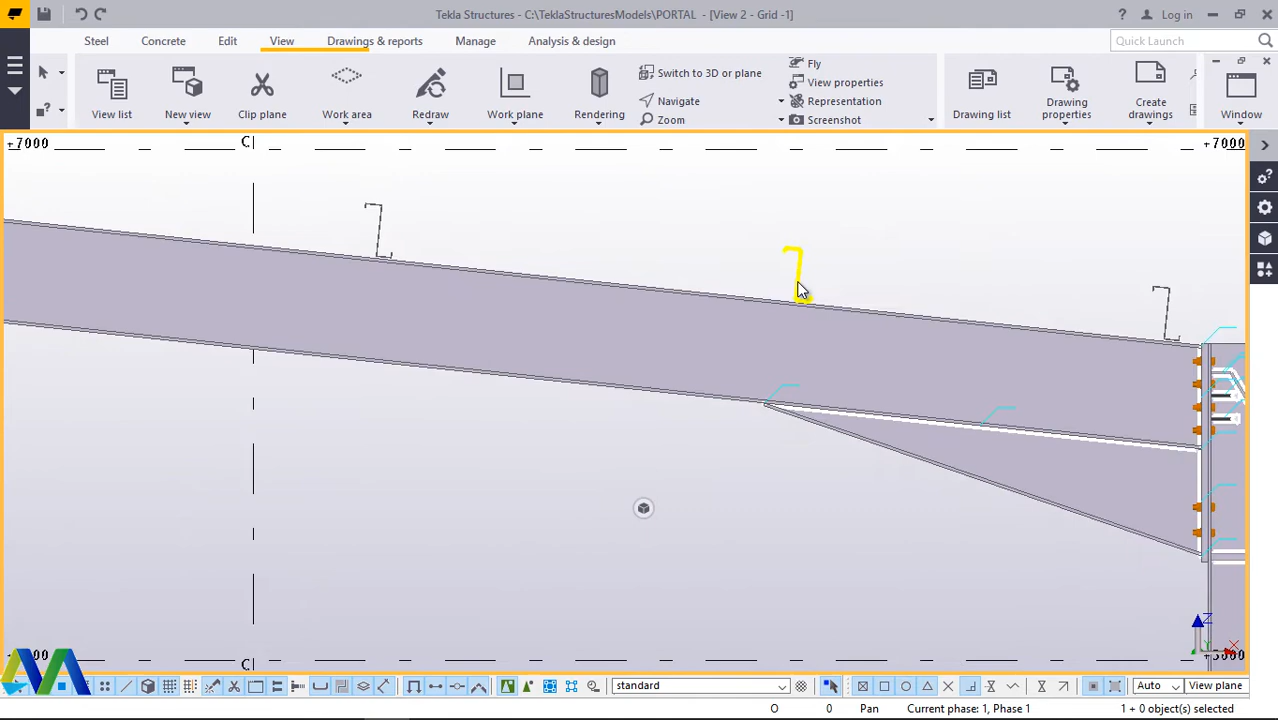 Tekla Structures - C:\TeklaStructuresModels\PORTAL - [View 2 - Grid -1]
Log in
Steel
Concrete
Edit
View
Drawings & reports
Manage
Analysis & design
Quick Launch
View list
New view
Clip plane
Work area
Redraw
Work plane
Rendering
Switch to 3D or plane
Navigate
Zoom
Fly
View properties
Representation
Screenshot
Drawing list
Drawing properties
Create drawings
Window
+7000
C
+7000
Z
X
C
standard
Auto
View plane
O
0
Pan
Current phase: 1, Phase 1
1 + 0 object(s) selected